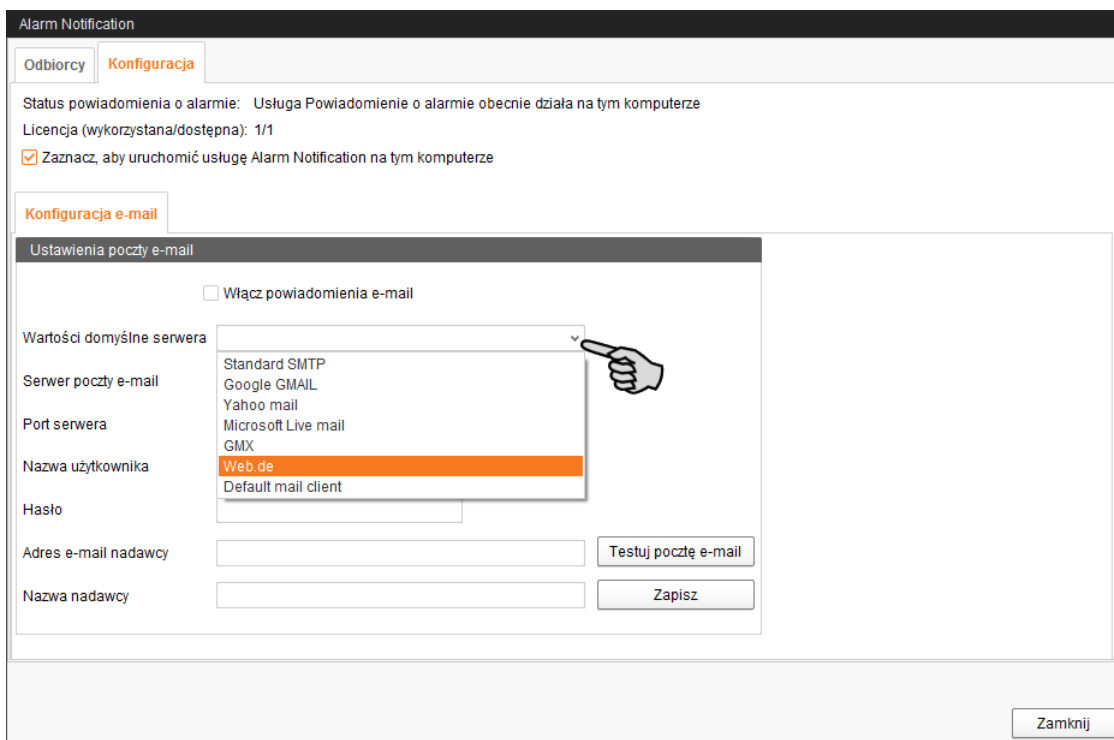 Alarm Notification
Odbiorcy Konfiguracja
Status powiadomienia o alarmie: Usługa Powiadomienie o alarmie obecnie działa na tym komputerze
Licencja (wykorzystana/dostępna): 1/1
Zaznacz, aby uruchomić usługę Alarm Notification na tym komputerze
Konfiguracja e-mail
Ustawienia poczty e-mail
Włącz powiadomienia e-mail
Wartości domyślne serwera
Standard SMTP
Serwer poczty e-mail
Google GMAIL
Yahoo mail
Port serwera
Microsoft Live mail
GMX
Nazwa użytkownika
Web.de
Default mail client
Hasło
Adres e-mail nadawcy
Testuj pocztę e-mail
Nazwa nadawcy
Zapisz
Zamknij